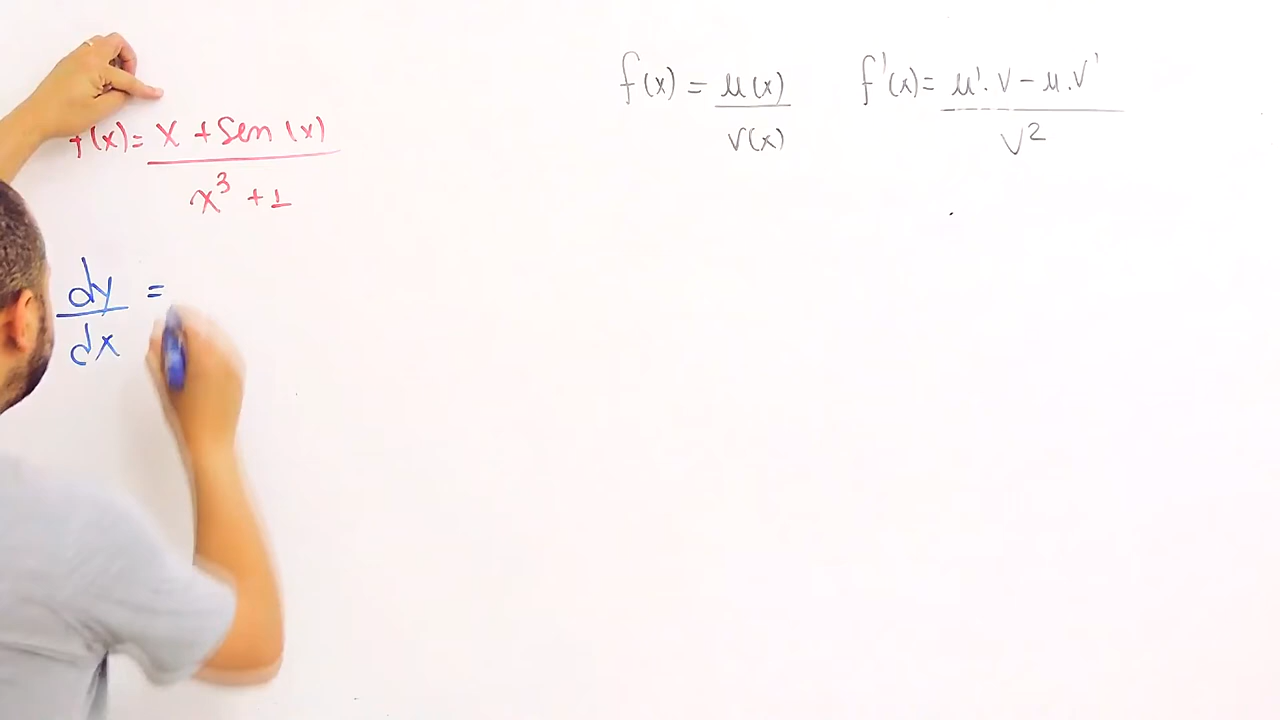 f(x) = x + Sen (x) / x³ + 1
dy/dx =
f(x) = μ(x) / v(x)
f'(x) = μ'. v - μ. v' / v²